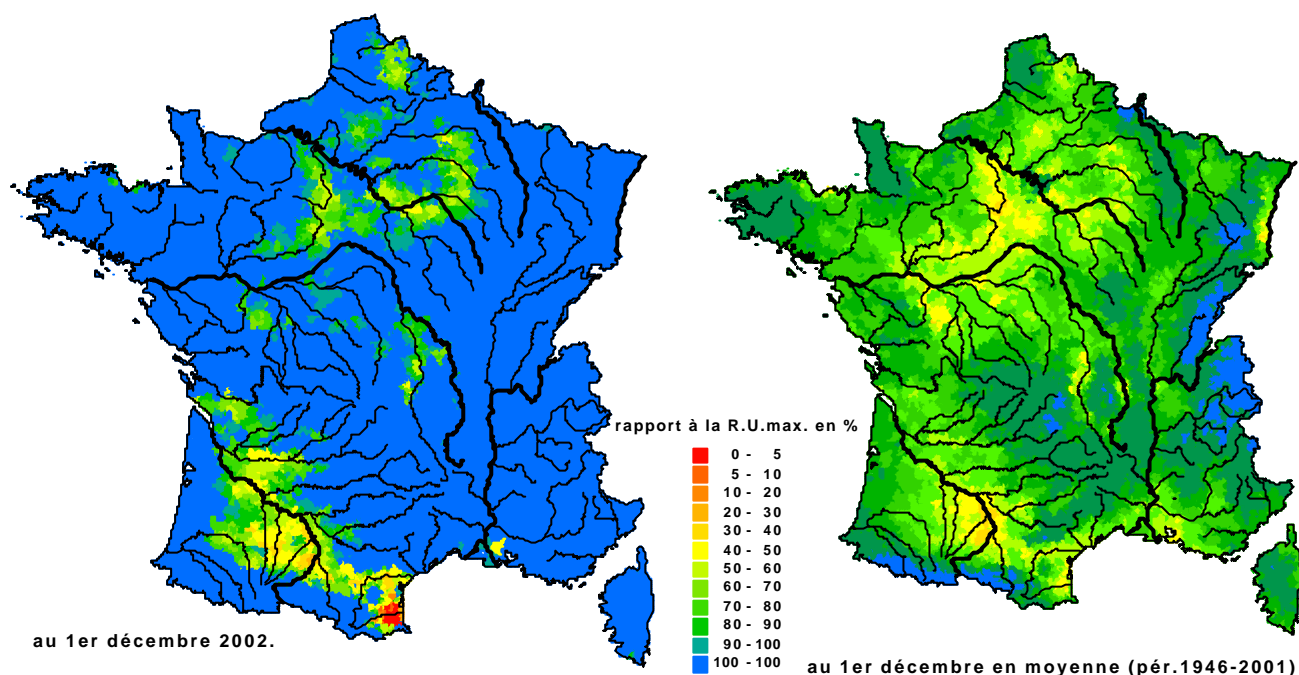 rapport à la R.U.max. en %
0 - 5
5 - 10
10 - 20
20 - 30
30 - 40
40 - 50
50 - 60
60 - 70
70 - 80
80 - 90
90 - 100
100 - 100
au 1er décembre 2002.
au 1er décembre en moyenne (pér.1946-2001)